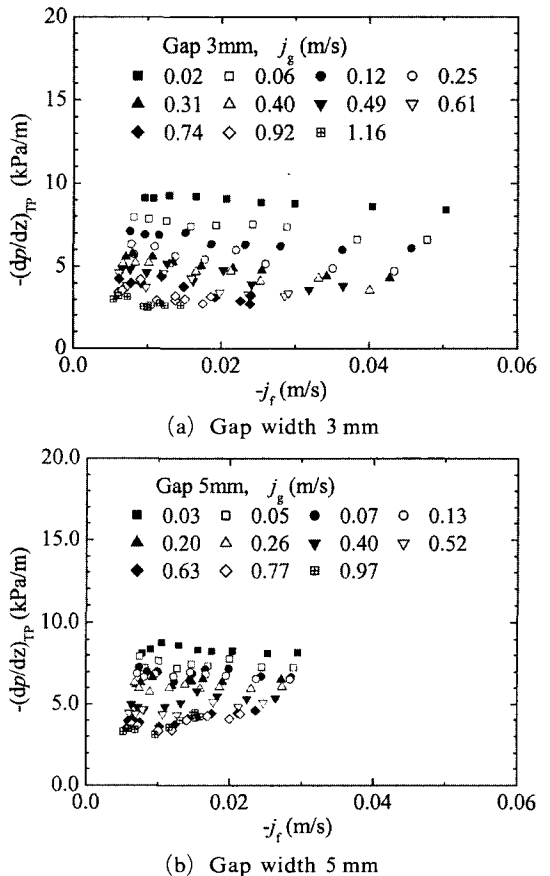 20
Gap 3mm, j_g (m/s)
■ 0.02 □ 0.06 ● 0.12 ○ 0.25
▲ 0.31 △ 0.40 ▼ 0.49 ▽ 0.61
15
◆ 0.74 ◇ 0.92 ⊞ 1.16
-(dp/dz)_TP (kPa/m)
10
5
0
0.0 0.02 0.04 0.06
-j_f (m/s)
(a) Gap width 3 mm
20.0
Gap 5mm, j_g (m/s)
■ 0.03 □ 0.05 ● 0.07 ○ 0.13
15.0
▲ 0.20 △ 0.26 ▼ 0.40 ▽ 0.52
◆ 0.63 ◇ 0.77 ⊞ 0.97
-(dp/dz)_TP (kPa/m)
10.0
5.0
0.0
0.0 0.02 0.04 0.06
-j_f (m/s)
(b) Gap width 5 mm